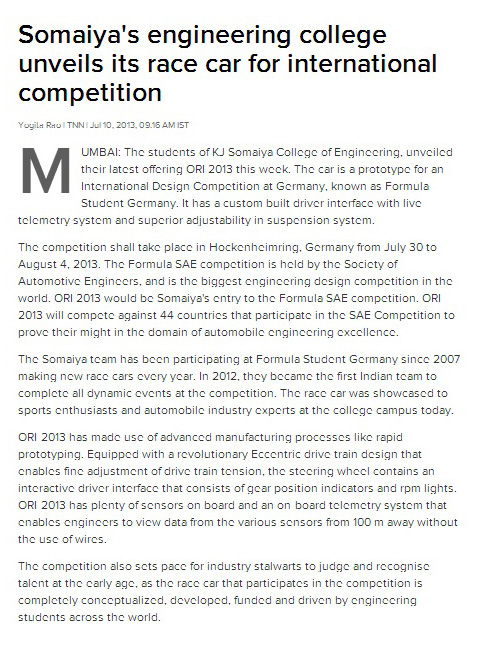 Somaiya's engineering college
unveils its race car for international
competition
Yogita Rao | TNN | Jul 10, 2013, 09.16 AM IST
MUMBAI: The students of KJ Somaiya College of Engineering, unveiled
their latest offering ORI 2013 this week. The car is a prototype for an
International Design Competition at Germany, known as Formula
Student Germany. It has a custom built driver interface with live
telemetry system and superior adjustability in suspension system.
The competition shall take place in Hockenheimring, Germany from July 30 to
August 4, 2013. The Formula SAE competition is held by the Society of
Automotive Engineers, and is the biggest engineering design competition in the
world. ORI 2013 would be Somaiya's entry to the Formula SAE competition. ORI
2013 will compete against 44 countries that participate in the SAE Competition to
prove their might in the domain of automobile engineering excellence.
The Somaiya team has been participating at Formula Student Germany since 2007
making new race cars every year. In 2012, they became the first Indian team to
complete all dynamic events at the competition. The race car was showcased to
sports enthusiasts and automobile industry experts at the college campus today.
ORI 2013 has made use of advanced manufacturing processes like rapid
prototyping. Equipped with a revolutionary Eccentric drive train design that
enables fine adjustment of drive train tension, the steering wheel contains an
interactive driver interface that consists of gear position indicators and rpm lights.
ORI 2013 has plenty of sensors on board and an on board telemetry system that
enables engineers to view data from the various sensors from 100 m away without
the use of wires.
The competition also sets pace for industry stalwarts to judge and recognise
talent at the early age, as the race car that participates in the competition is
completely conceptualized, developed, funded and driven by engineering
students across the world.